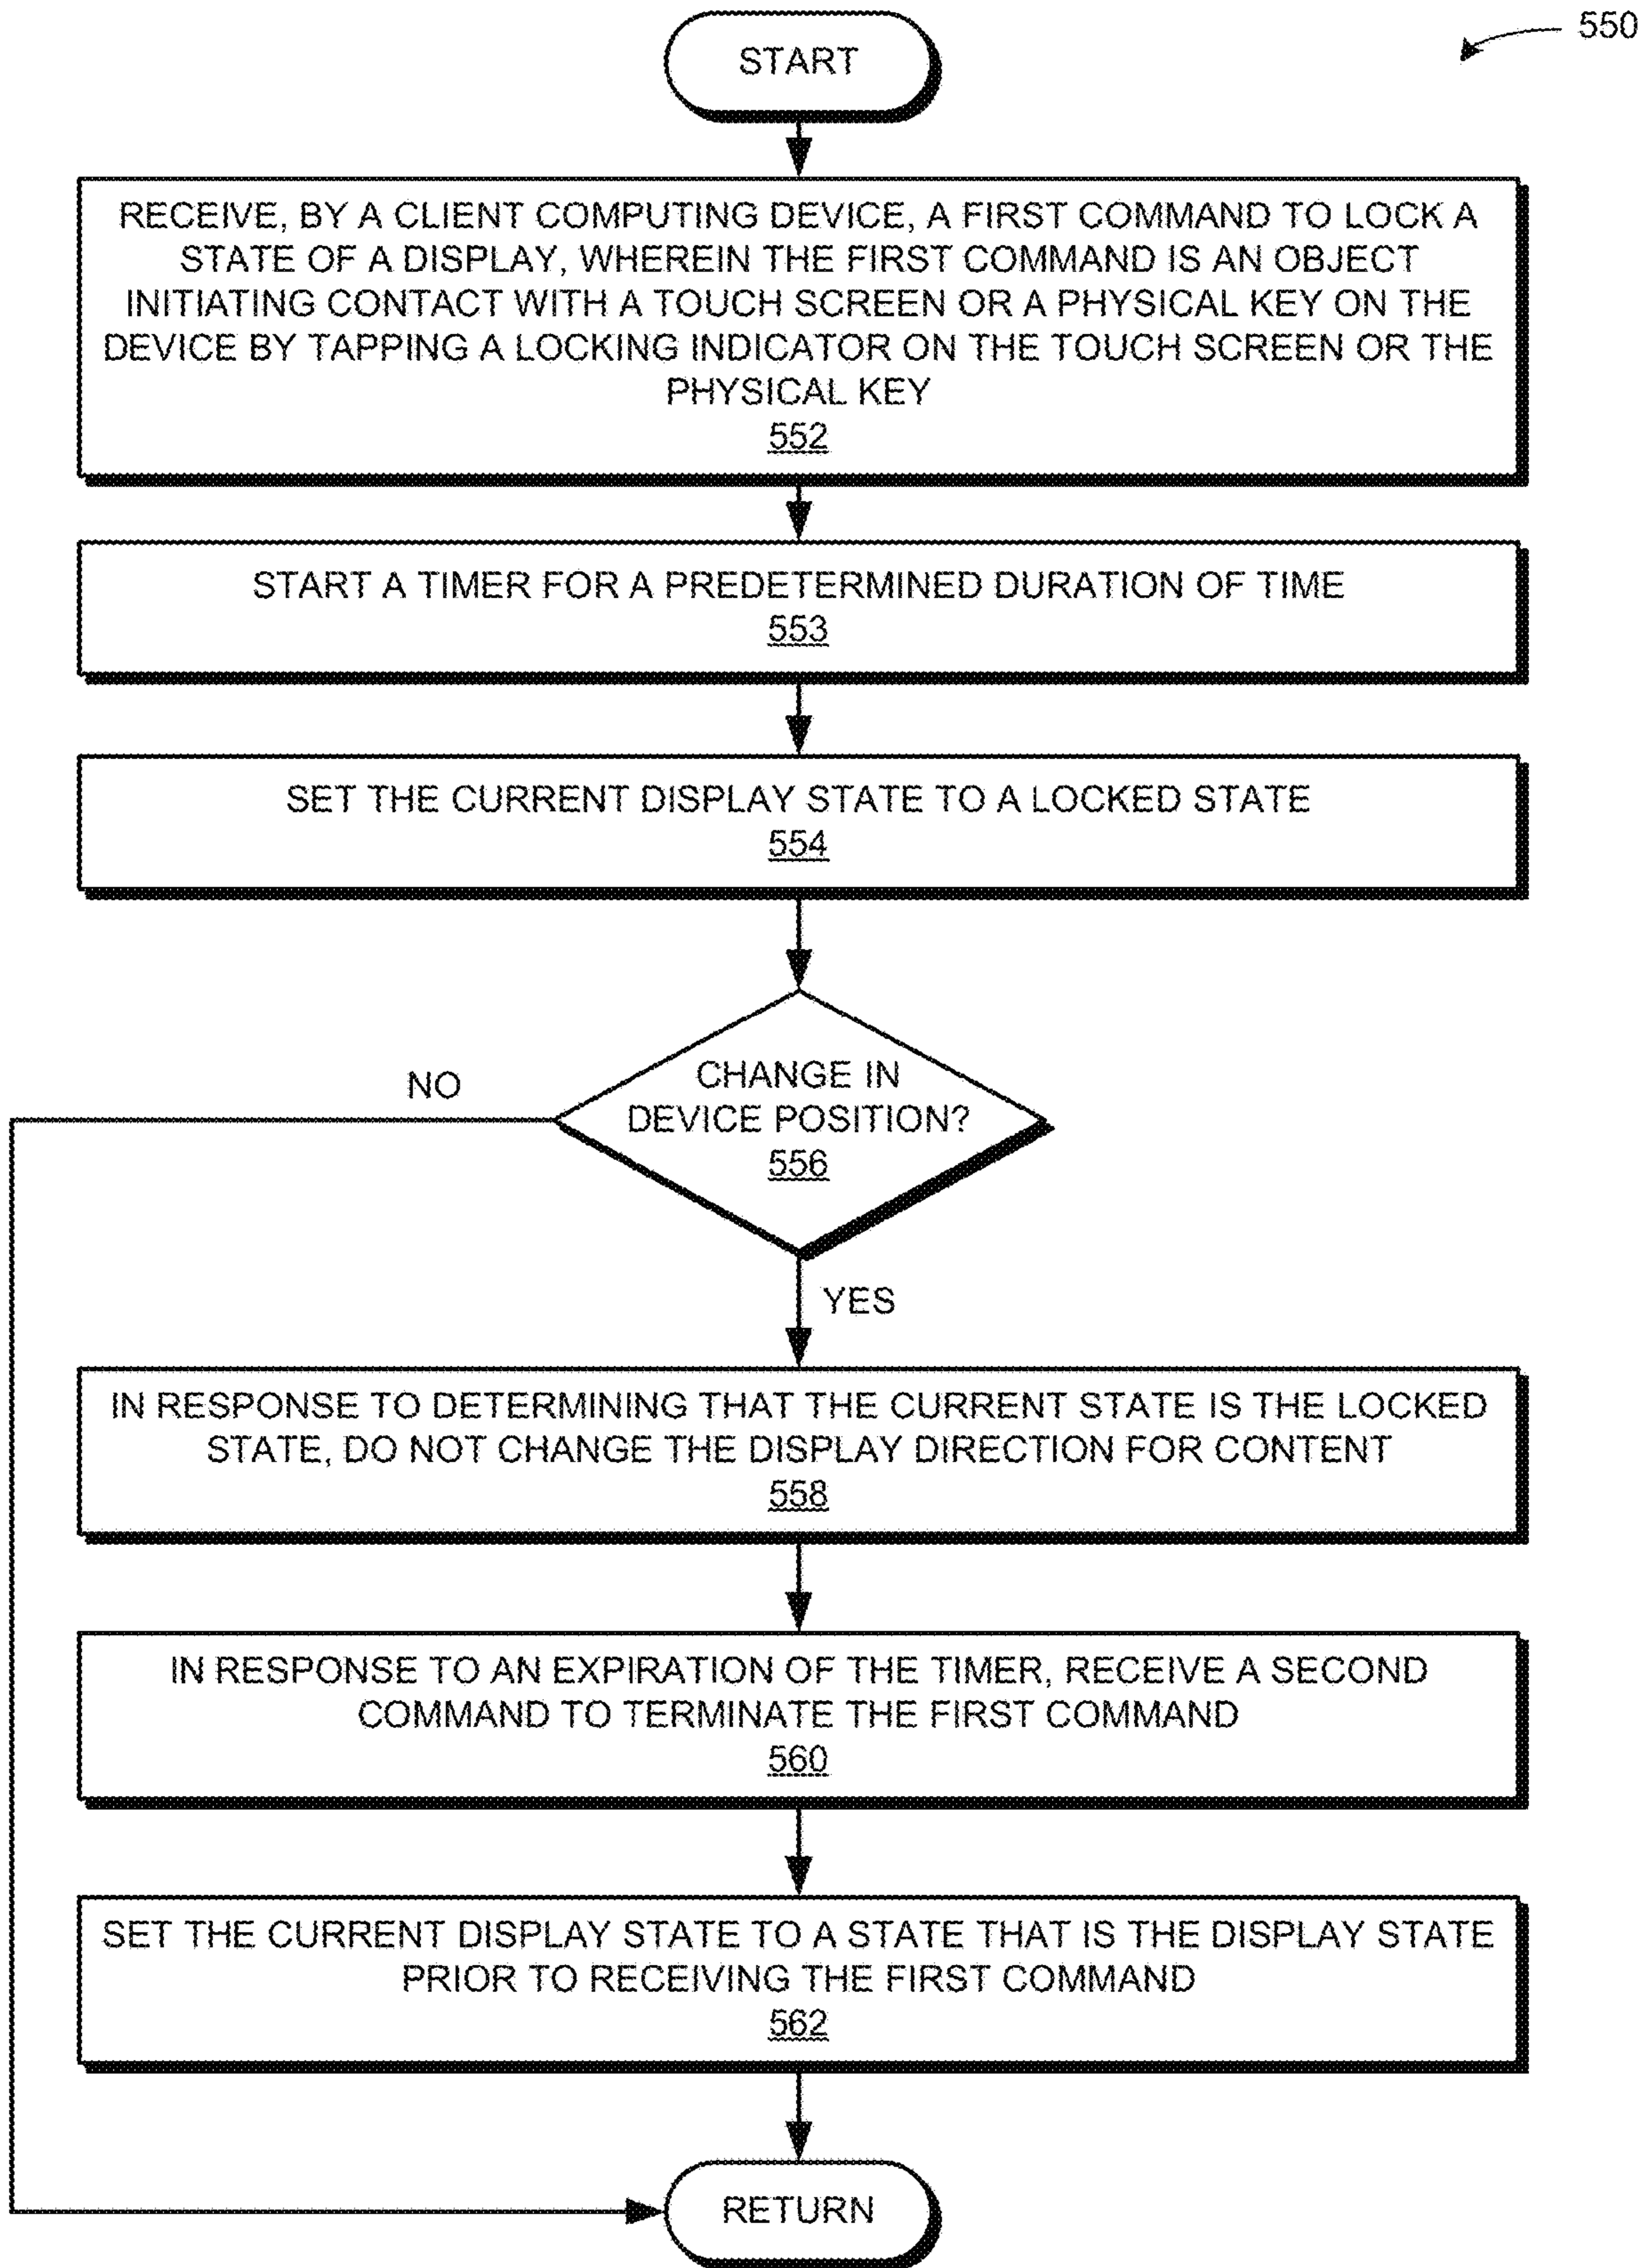 START
550
RECEIVE, BY A CLIENT COMPUTING DEVICE, A FIRST COMMAND TO LOCK A
STATE OF A DISPLAY, WHEREIN THE FIRST COMMAND IS AN OBJECT
INITIATING CONTACT WITH A TOUCH SCREEN OR A PHYSICAL KEY ON THE
DEVICE BY TAPPING A LOCKING INDICATOR ON THE TOUCH SCREEN OR THE
PHYSICAL KEY
552
START A TIMER FOR A PREDETERMINED DURATION OF TIME
553
SET THE CURRENT DISPLAY STATE TO A LOCKED STATE
554
NO
CHANGE IN
DEVICE POSITION?
556
YES
IN RESPONSE TO DETERMINING THAT THE CURRENT STATE IS THE LOCKED
STATE, DO NOT CHANGE THE DISPLAY DIRECTION FOR CONTENT
558
IN RESPONSE TO AN EXPIRATION OF THE TIMER, RECEIVE A SECOND
COMMAND TO TERMINATE THE FIRST COMMAND
560
SET THE CURRENT DISPLAY STATE TO A STATE THAT IS THE DISPLAY STATE
PRIOR TO RECEIVING THE FIRST COMMAND
562
RETURN